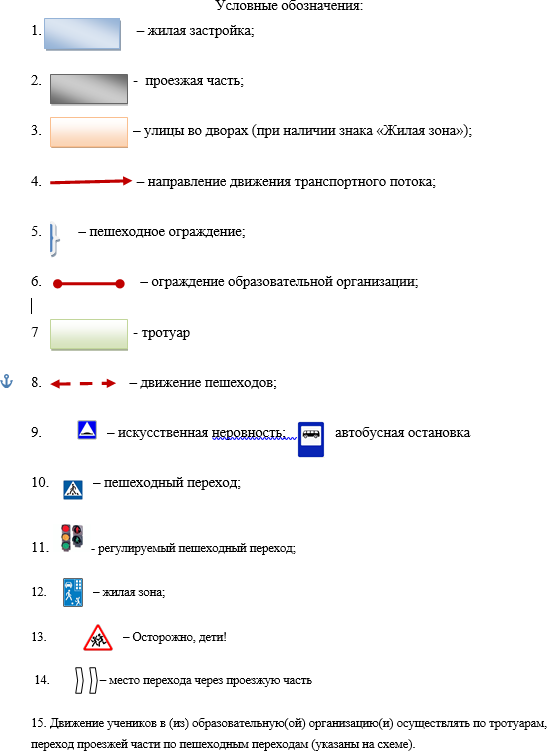 Условные обозначения:
1. – жилая застройка;
2. - проезжая часть;
3. – улицы во дворах (при наличии знака «Жилая зона»);
4. – направление движения транспортного потока;
5. – пешеходное ограждение;
6. – ограждение образовательной организации;
7 - тротуар
8. – движение пешеходов;
9. – искусственная неровность; автобусная остановка
10. – пешеходный переход;
11. - регулируемый пешеходный переход;
12. – жилая зона;
13. – Осторожно, дети!
14. – место перехода через проезжую часть
15. Движение учеников в (из) образовательную(ой) организацию(и) осуществлять по тротуарам,
переход проезжей части по пешеходным переходам (указаны на схеме).